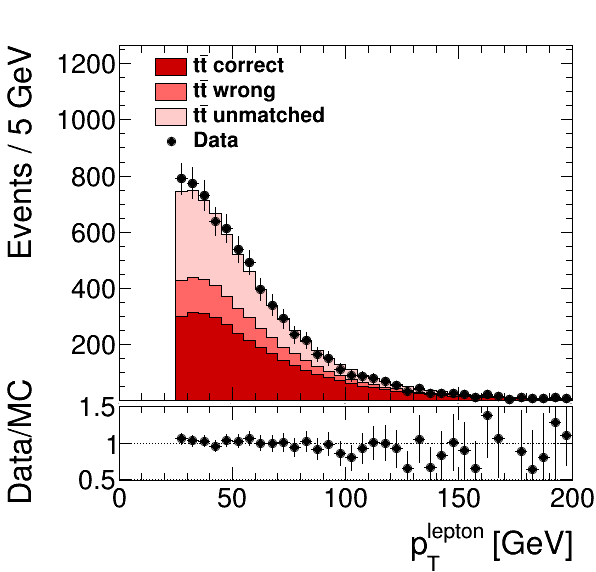 Events / 5 GeV
1200
1000
800
600
400
200
tt̄ correct
tt̄ wrong
tt̄ unmatched
Data
Data/MC
1.5
1
0.5
0 50 100 150 200
p_T^lepton [GeV]